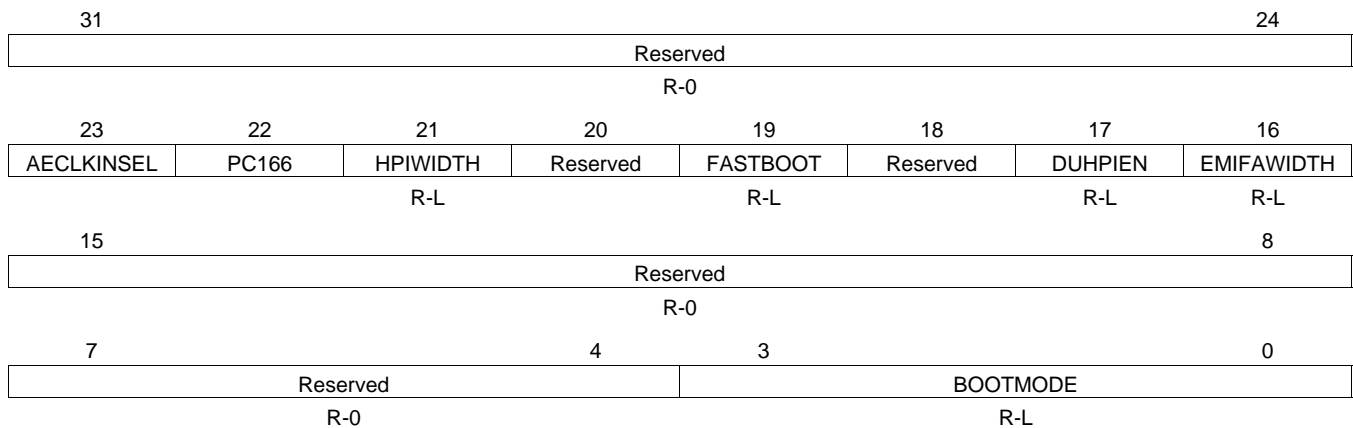 31 24
Reserved
R-0
23 22 21 20 19 18 17 16
AECLKINSEL PC166 HPIWIDTH Reserved FASTBOOT Reserved DUHPIEN EMIFAWIDTH
R-L R-L R-L R-L
15 8
Reserved
R-0
7 4 3 0
Reserved BOOTMODE
R-0 R-L